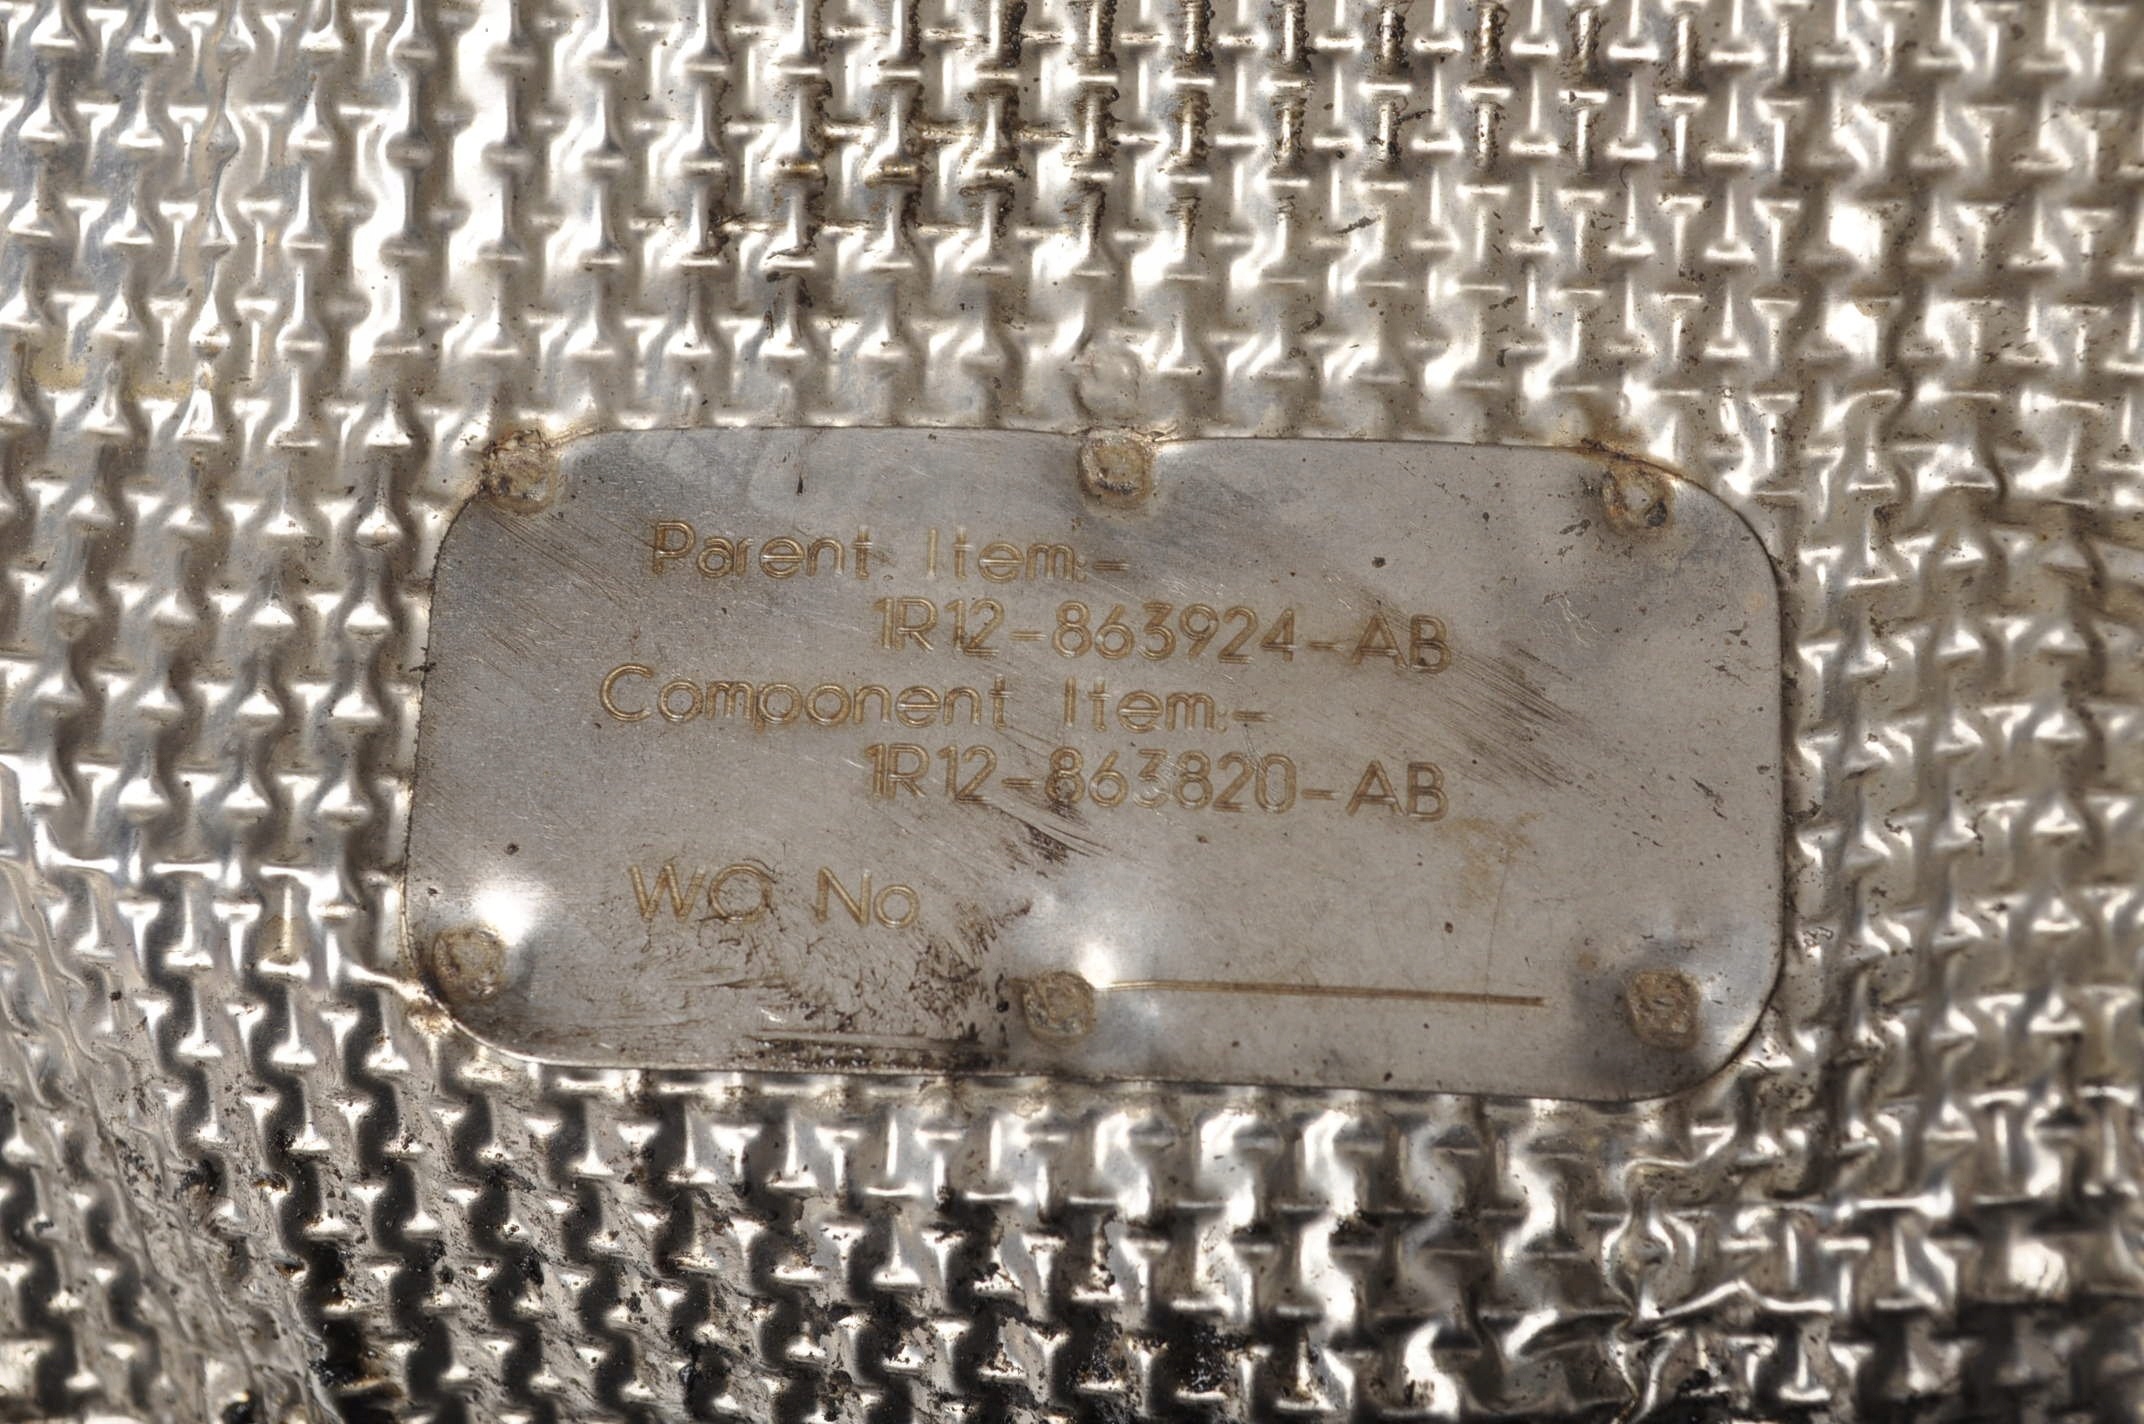 Parent Item:-
1R12-863924-AB
Component Item:-
1R12-863820-AB
WO No